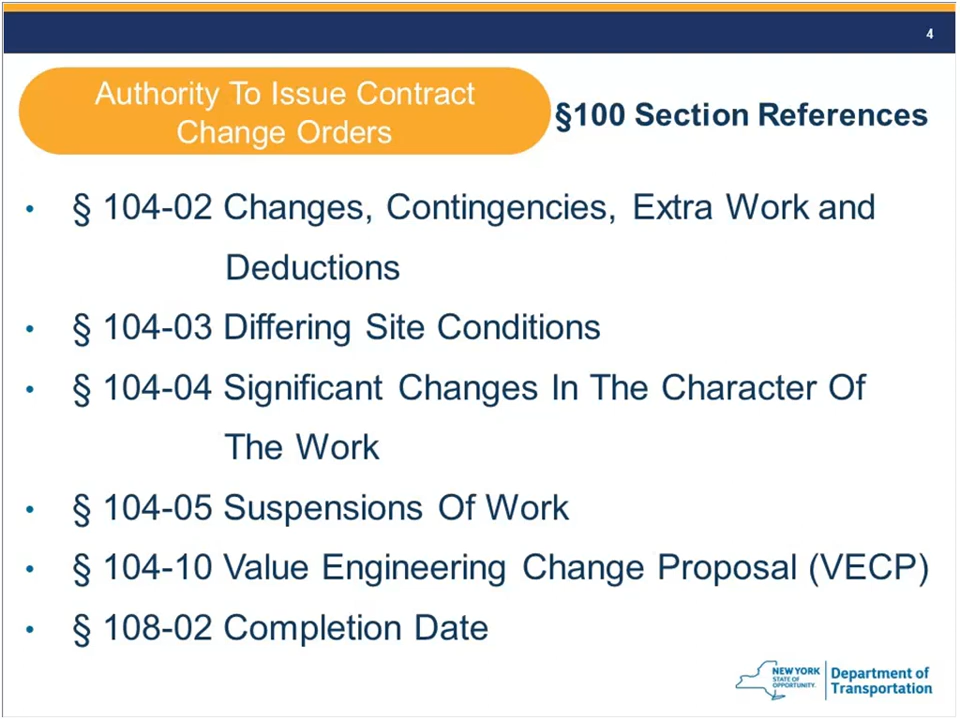 4
Authority To Issue Contract
Change Orders
§100 Section References
• § 104-02 Changes, Contingencies, Extra Work and
Deductions
• § 104-03 Differing Site Conditions
• § 104-04 Significant Changes In The Character Of
The Work
• § 104-05 Suspensions Of Work
• § 104-10 Value Engineering Change Proposal (VECP)
• § 108-02 Completion Date
NEW YORK
STATE OF
OPPORTUNITY.
Department of
Transportation